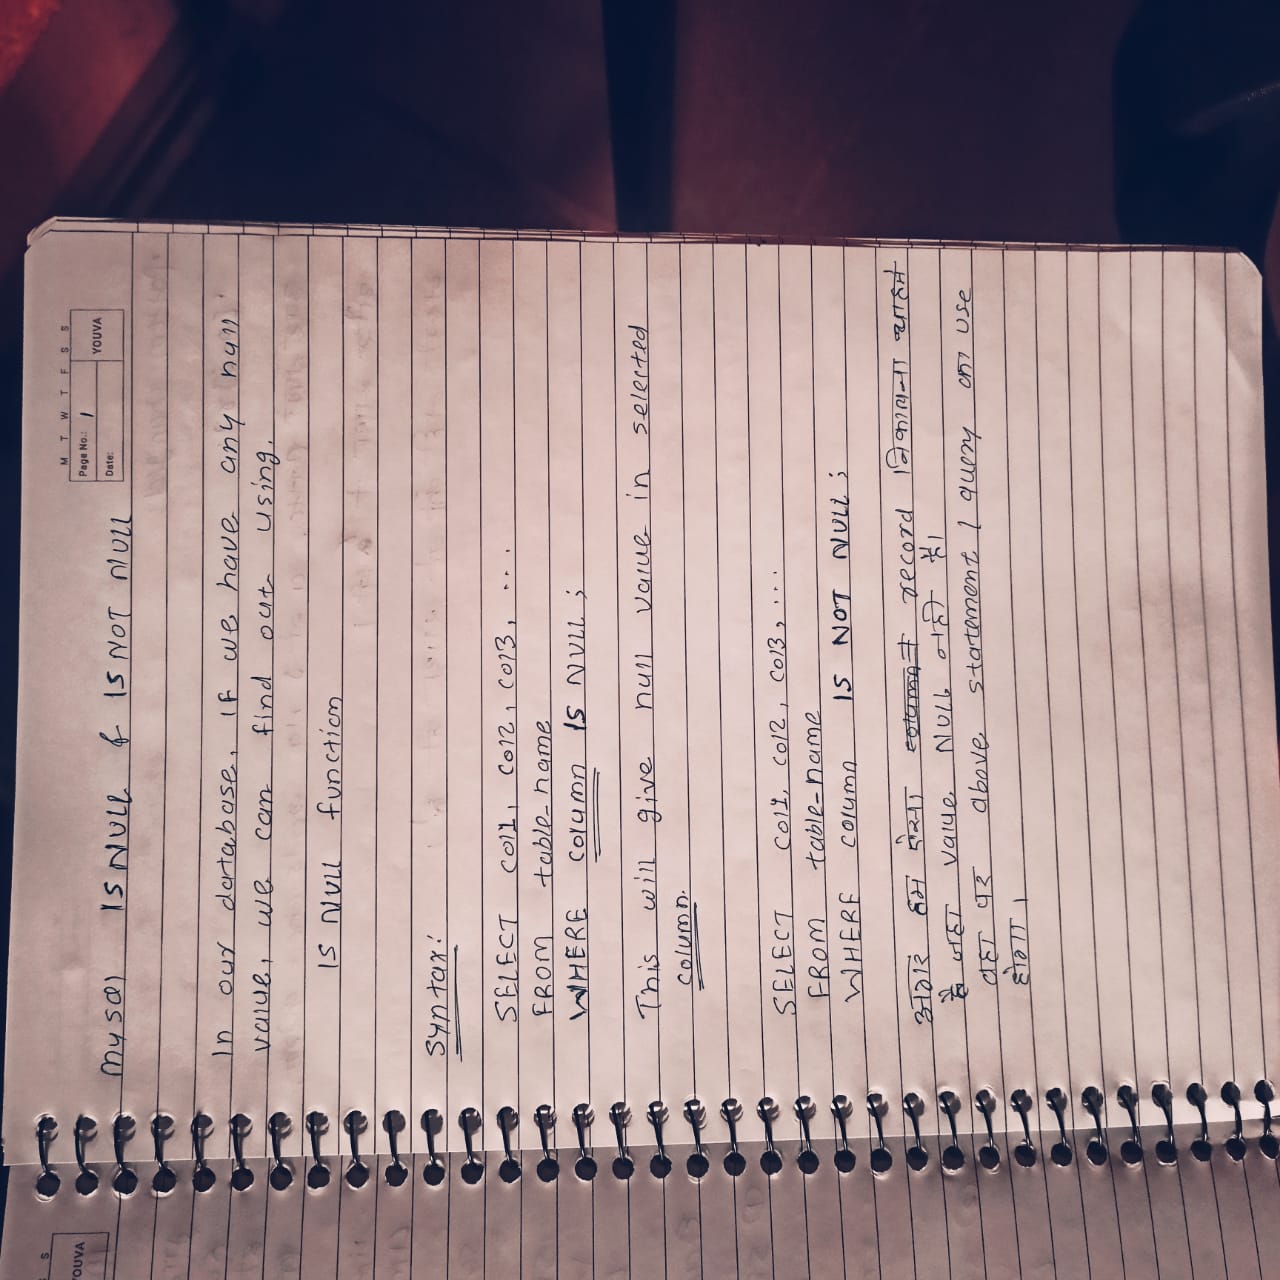 M T W T F S S
Page No.: 1
Date:
YOUVA
mysql IS NULL & IS NOT NULL
In our dartabase, if we have any null
value, we can find out using.
IS NULL function
Syntax:
SELECT col1, col2, col3, ...
FROM table-name
WHERE column IS NULL ;
This will give null value in selected
column.
SELECT col1, col2, col3, ...
FROM table-name
WHERE column IS NOT NULL ;
अगर हम ऐसा record निकालना चाहते
है जहा value NULL नही है।
वहा पर above statement / query का use
होगा।
S
YOUVA